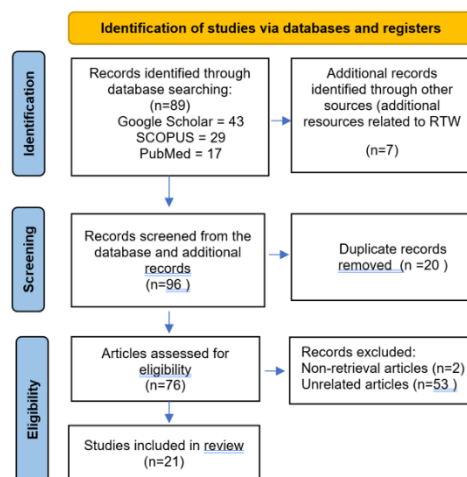 Identification of studies via databases and registers
Identification
Records identified through
database searching:
(n=89)
Google Scholar = 43
SCOPUS = 29
PubMed = 17
Additional records
identified through other
sources (additional
resources related to RTW
(n=7)
Screening
Records screened from the
database and additional
records
(n=96 )
Duplicate records
removed (n =20 )
Eligibility
Articles assessed for
eligibility
(n=76)
Records excluded:
Non-retrieval articles (n=2)
Unrelated articles (n=53 )
Studies included in review
(n=21)